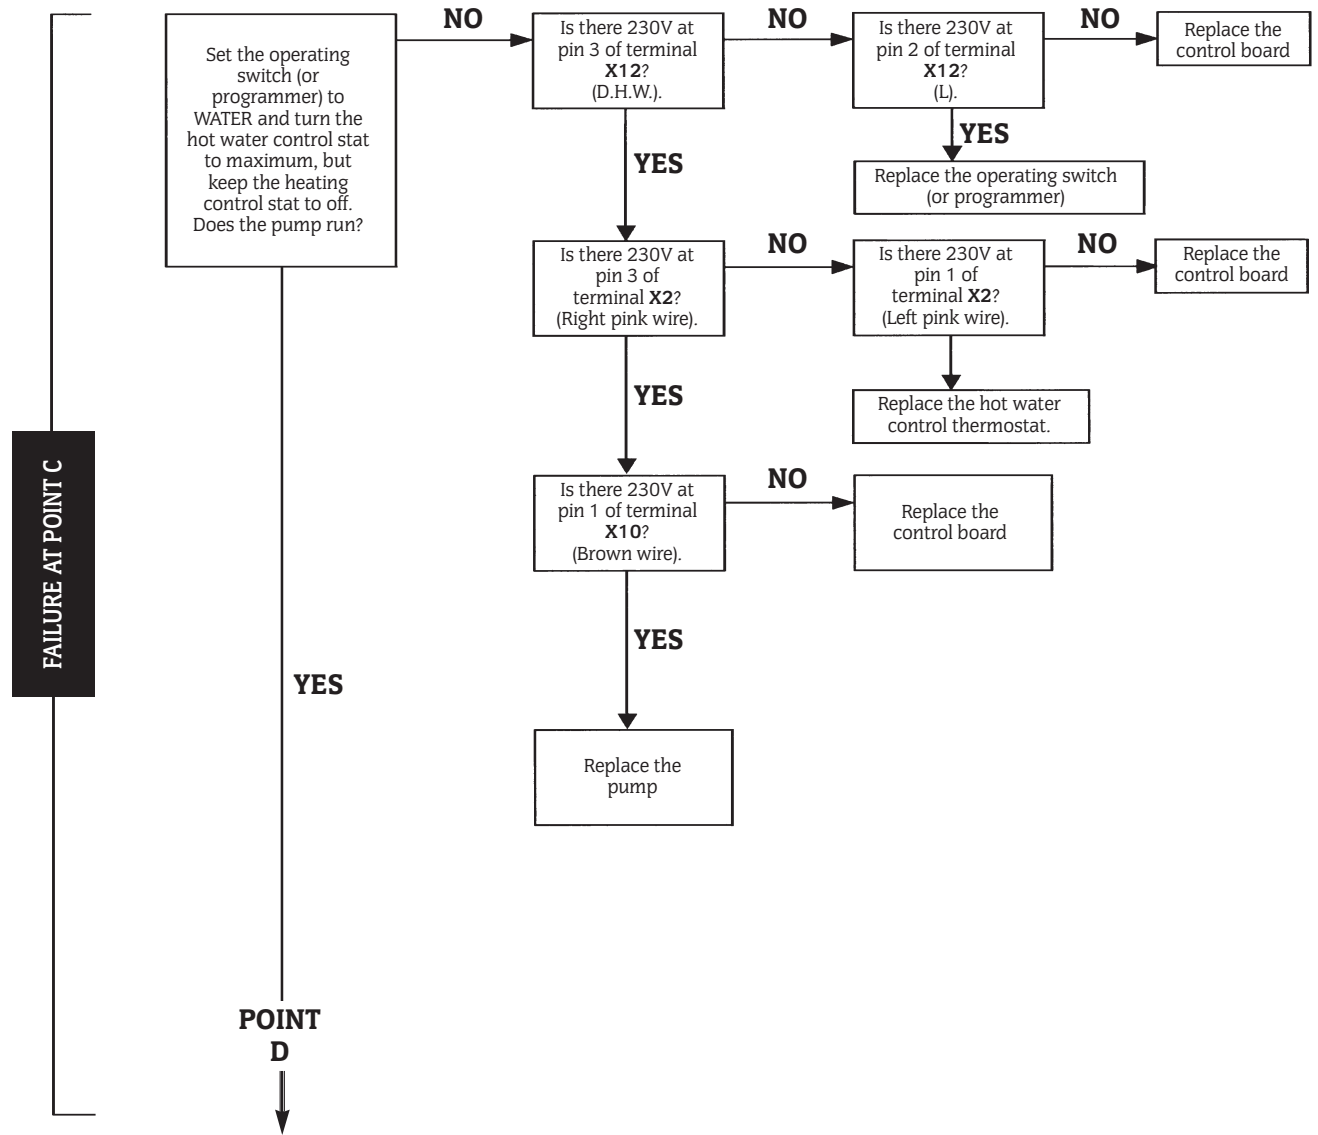 FAILURE AT POINT C
Set the operating
switch (or
programmer) to
WATER and turn the
hot water control stat
to maximum, but
keep the heating
control stat to off.
Does the pump run?
NO
Is there 230V at
pin 3 of terminal
X12?
(D.H.W.).
NO
Is there 230V at
pin 2 of terminal
X12?
(L).
NO
Replace the
control board
YES
Replace the operating switch
(or programmer)
YES
Is there 230V at
pin 3 of
terminal X2?
(Right pink wire).
NO
Is there 230V at
pin 1 of
terminal X2?
(Left pink wire).
NO
Replace the
control board
Replace the hot water
control thermostat.
YES
Is there 230V at
pin 1 of terminal
X10?
(Brown wire).
NO
Replace the
control board
YES
Replace the
pump
YES
POINT
D